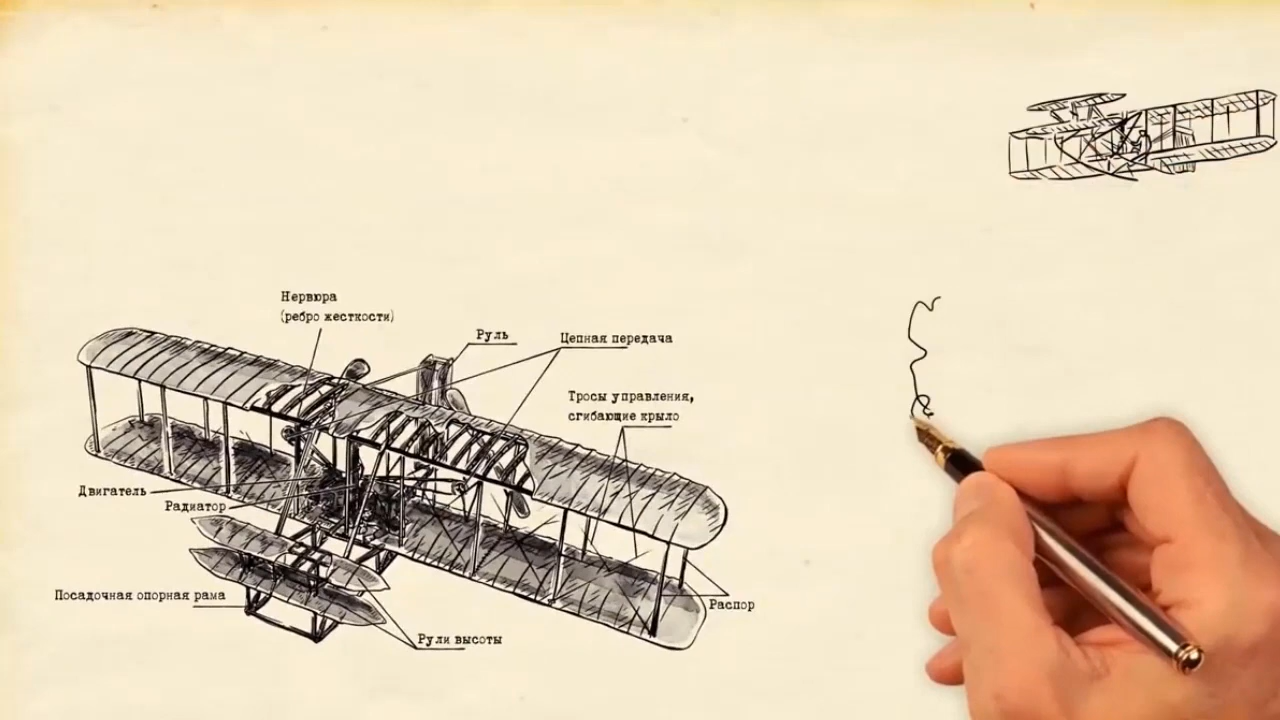 Нервюра
(ребро жесткости)
Руль
Цепная передача
Тросы управления,
сгибающие крыло
Двигатель
Радиатор
Посадочная опорная рама
Распор
Рули высоты